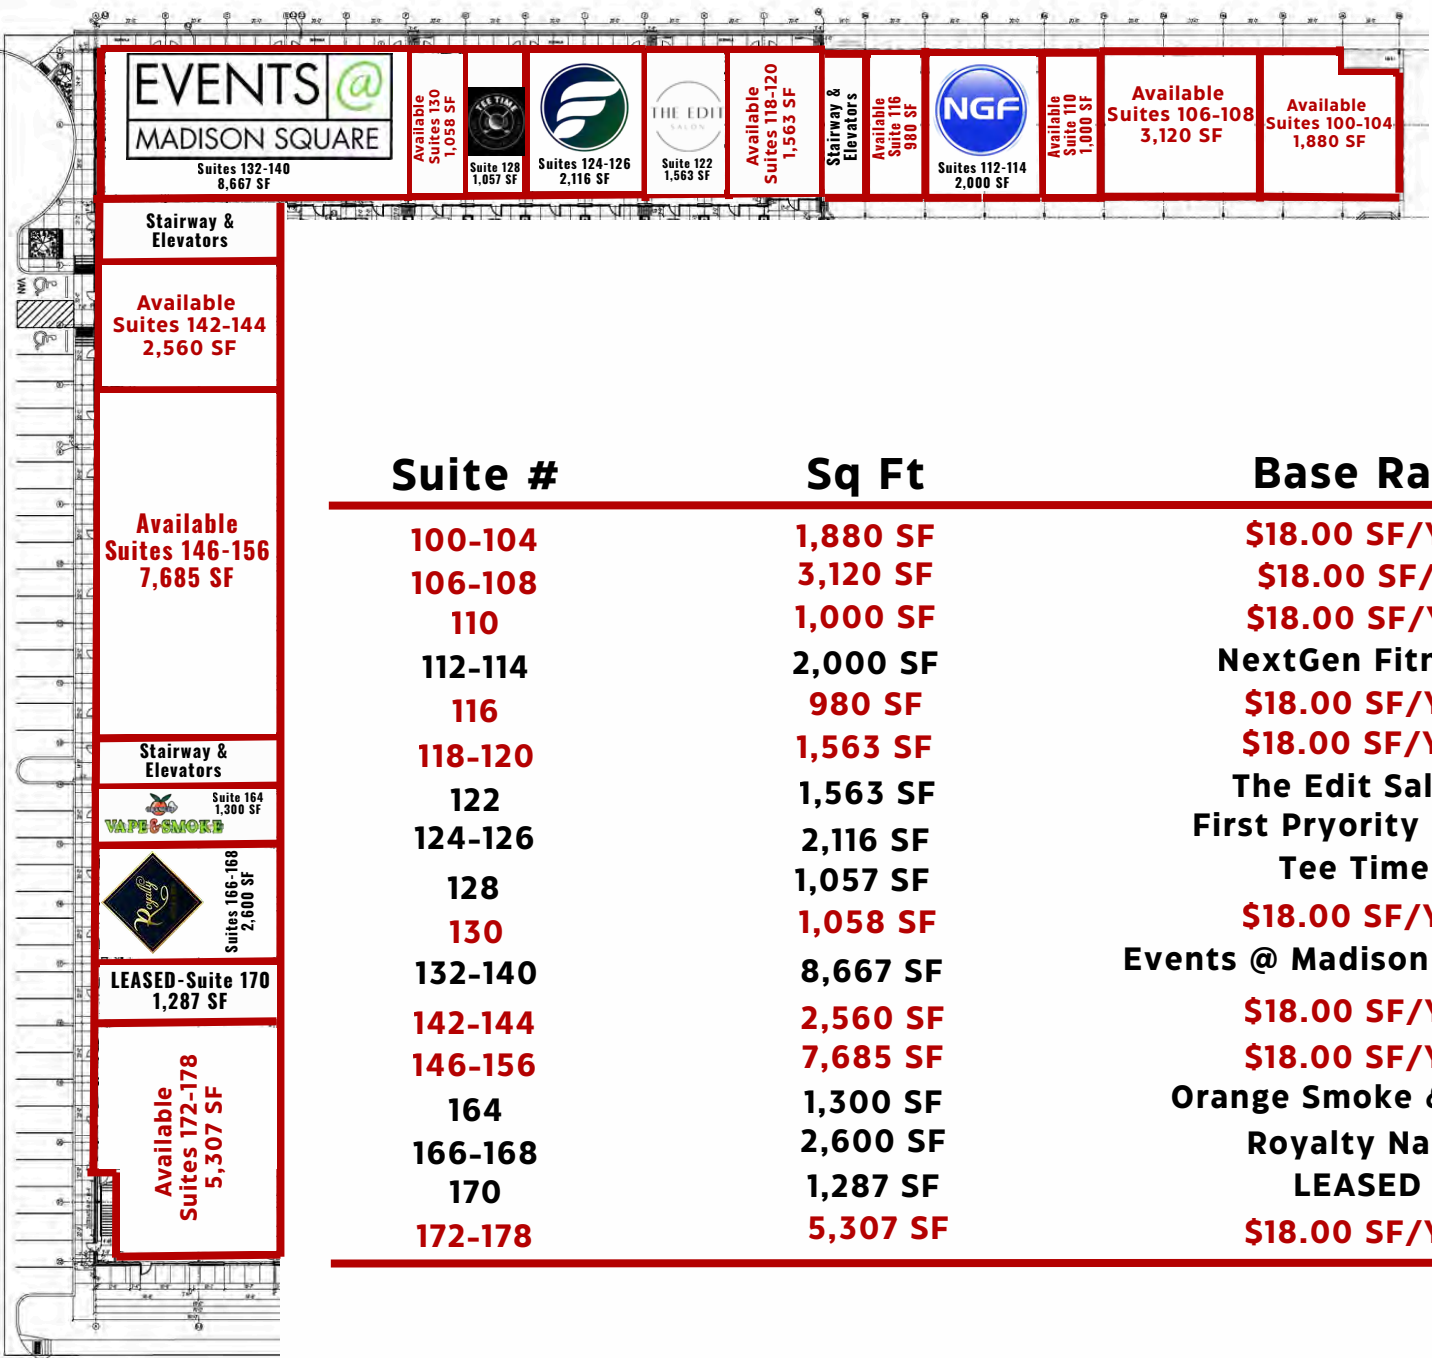 EVENTS@
MADISON SQUARE
Suites 132-140
8,667 SF
Available
Suites 130
1,058 SF
TEE TIME
Suite 128
1,057 SF
Suites 124-126
2,116 SF
THE EDIT
SALON
Suite 122
1,563 SF
Available
Suites 118-120
1,563 SF
Stairway &
Elevators
Available
Suite 116
980 SF
NGF
Suites 112-114
2,000 SF
Available
Suite 110
1,000 SF
Available
Suites 106-108
3,120 SF
Available
Suites 100-104
1,880 SF
Stairway &
Elevators
VAN
Available
Suites 142-144
2,560 SF
Available
Suites 146-156
7,685 SF
Stairway &
Elevators
Suite 164
1,300 SF
VAPE&SMOKE
Royalty
Suites 166-168
2,600 SF
LEASED-Suite 170
1,287 SF
Available
Suites 172-178
5,307 SF
Suite # Sq Ft Base Ra
100-104 1,880 SF $18.00 SF/Y
106-108 3,120 SF $18.00 SF/
110 1,000 SF $18.00 SF/Y
112-114 2,000 SF NextGen Fitn
116 980 SF $18.00 SF/Y
118-120 1,563 SF $18.00 SF/Y
122 1,563 SF The Edit Sal
124-126 2,116 SF First Pryority
128 1,057 SF Tee Time
130 1,058 SF $18.00 SF/Y
132-140 8,667 SF Events @ Madison
142-144 2,560 SF $18.00 SF/Y
146-156 7,685 SF $18.00 SF/Y
164 1,300 SF Orange Smoke &
166-168 2,600 SF Royalty Na
170 1,287 SF LEASED
172-178 5,307 SF $18.00 SF/Y